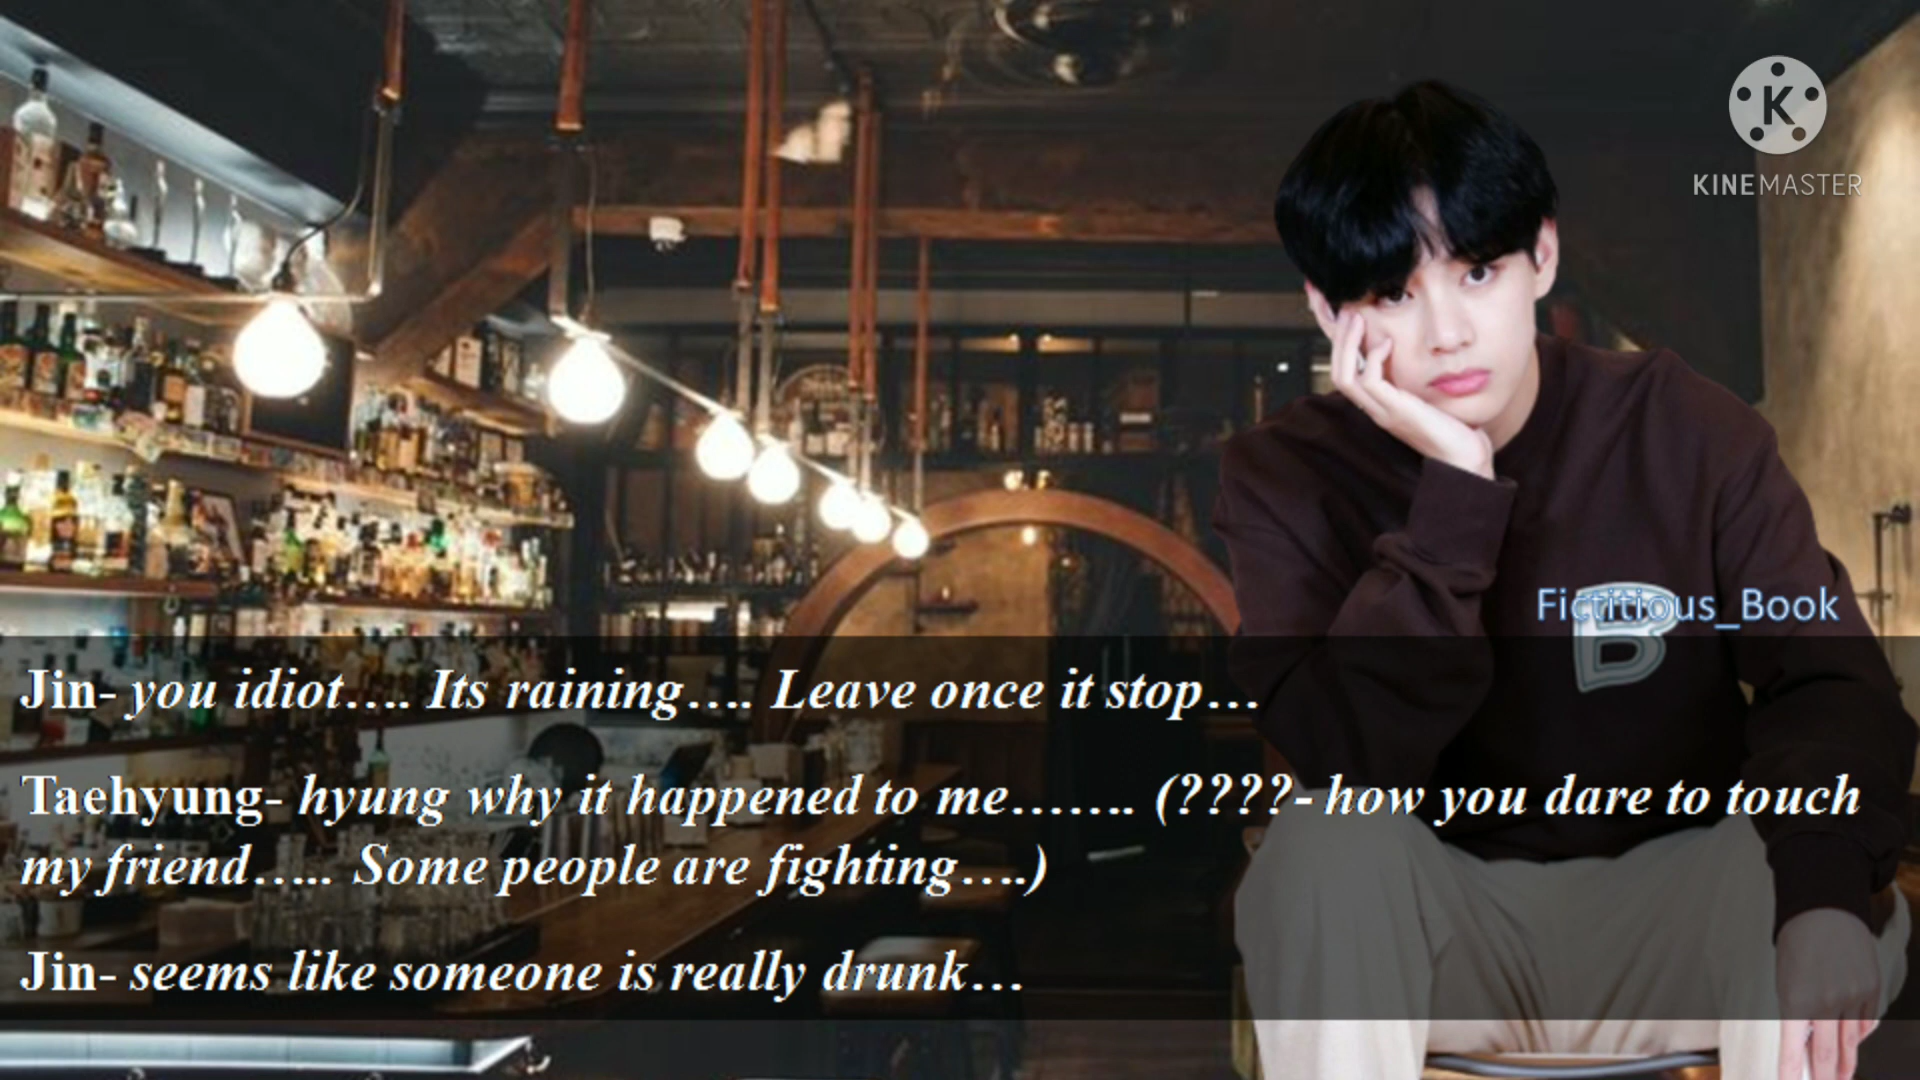 K
KINEMASTER
Fictitious_Book
B
Jin- you idiot…. Its raining…. Leave once it stop…
Taehyung- hyung why it happened to me……. (????- how you dare to touch
my friend….. Some people are fighting….)
Jin- seems like someone is really drunk…